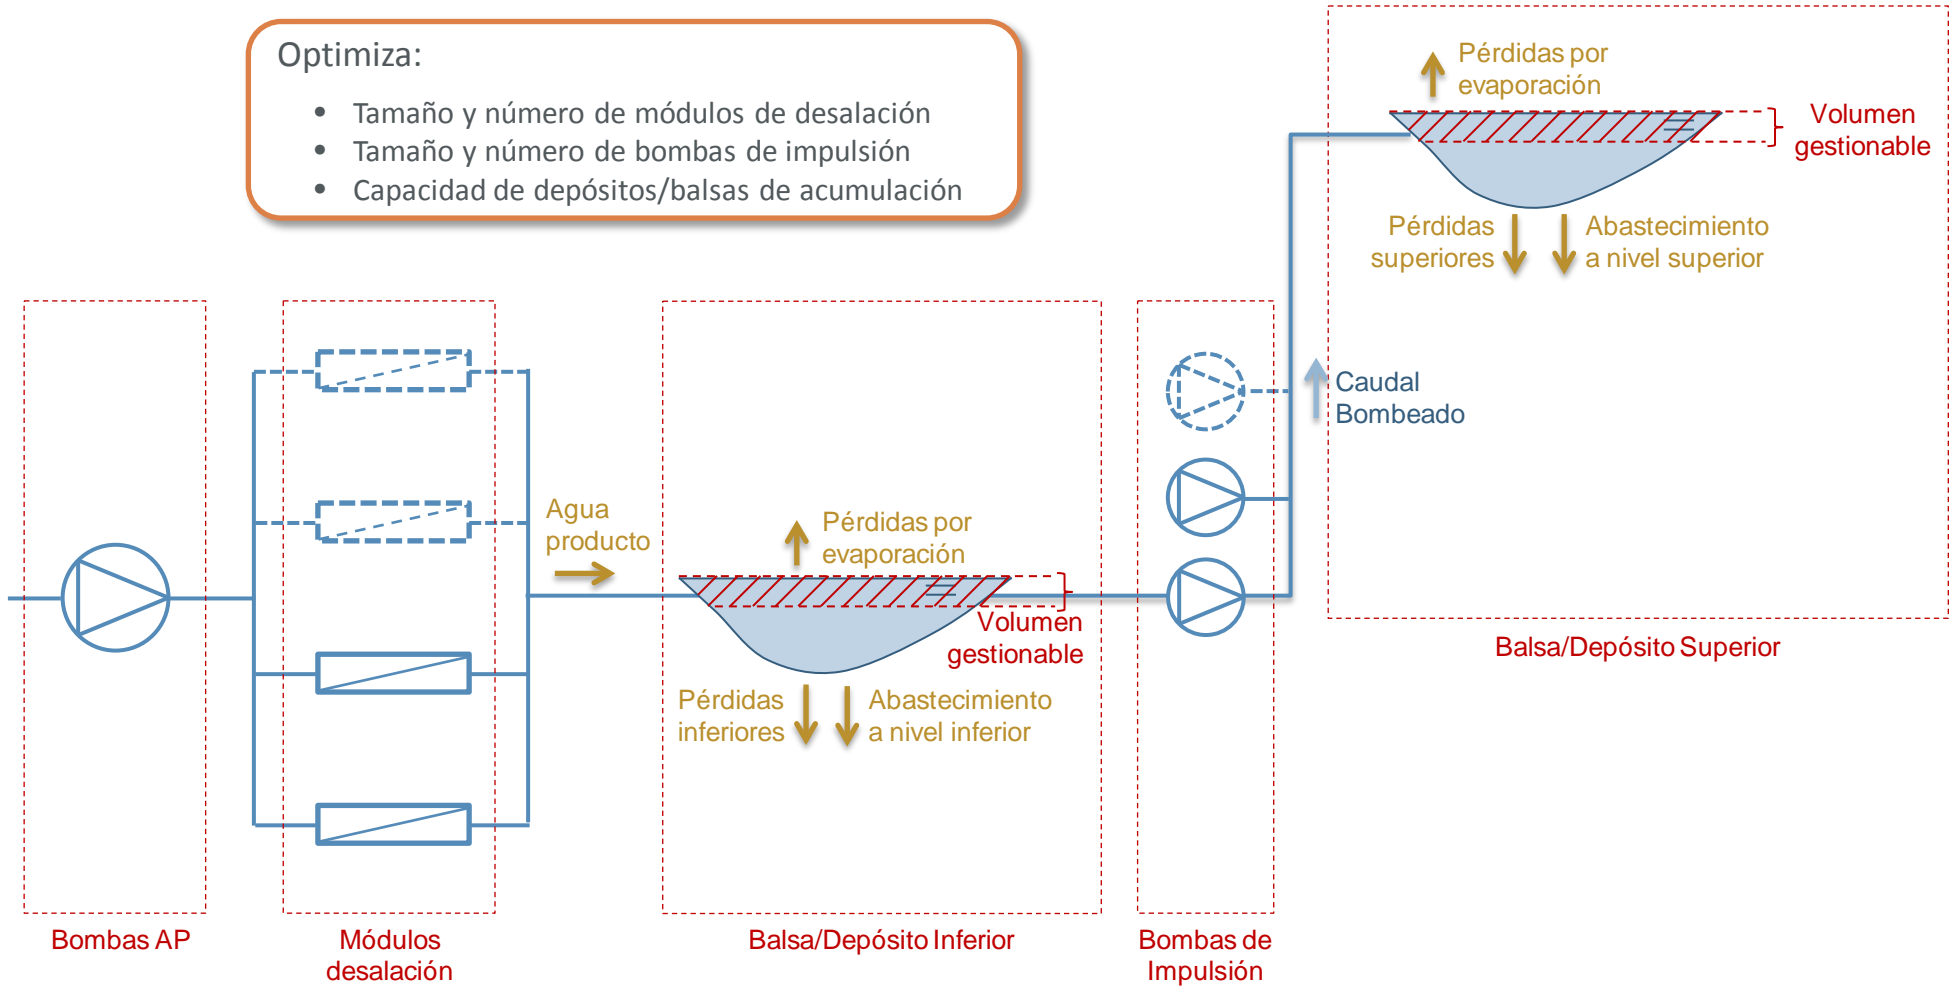 Optimiza:
• Tamaño y número de módulos de desalación
• Tamaño y número de bombas de impulsión
• Capacidad de depósitos/balsas de acumulación
Pérdidas por
evaporación
Volumen
gestionable
Pérdidas
superiores
Abastecimiento
a nivel superior
Caudal
Bombeado
Balsa/Depósito Superior
Agua
producto
Pérdidas por
evaporación
Volumen
gestionable
Pérdidas
inferiores
Abastecimiento
a nivel inferior
Bombas AP
Módulos
desalación
Balsa/Depósito Inferior
Bombas de
Impulsión